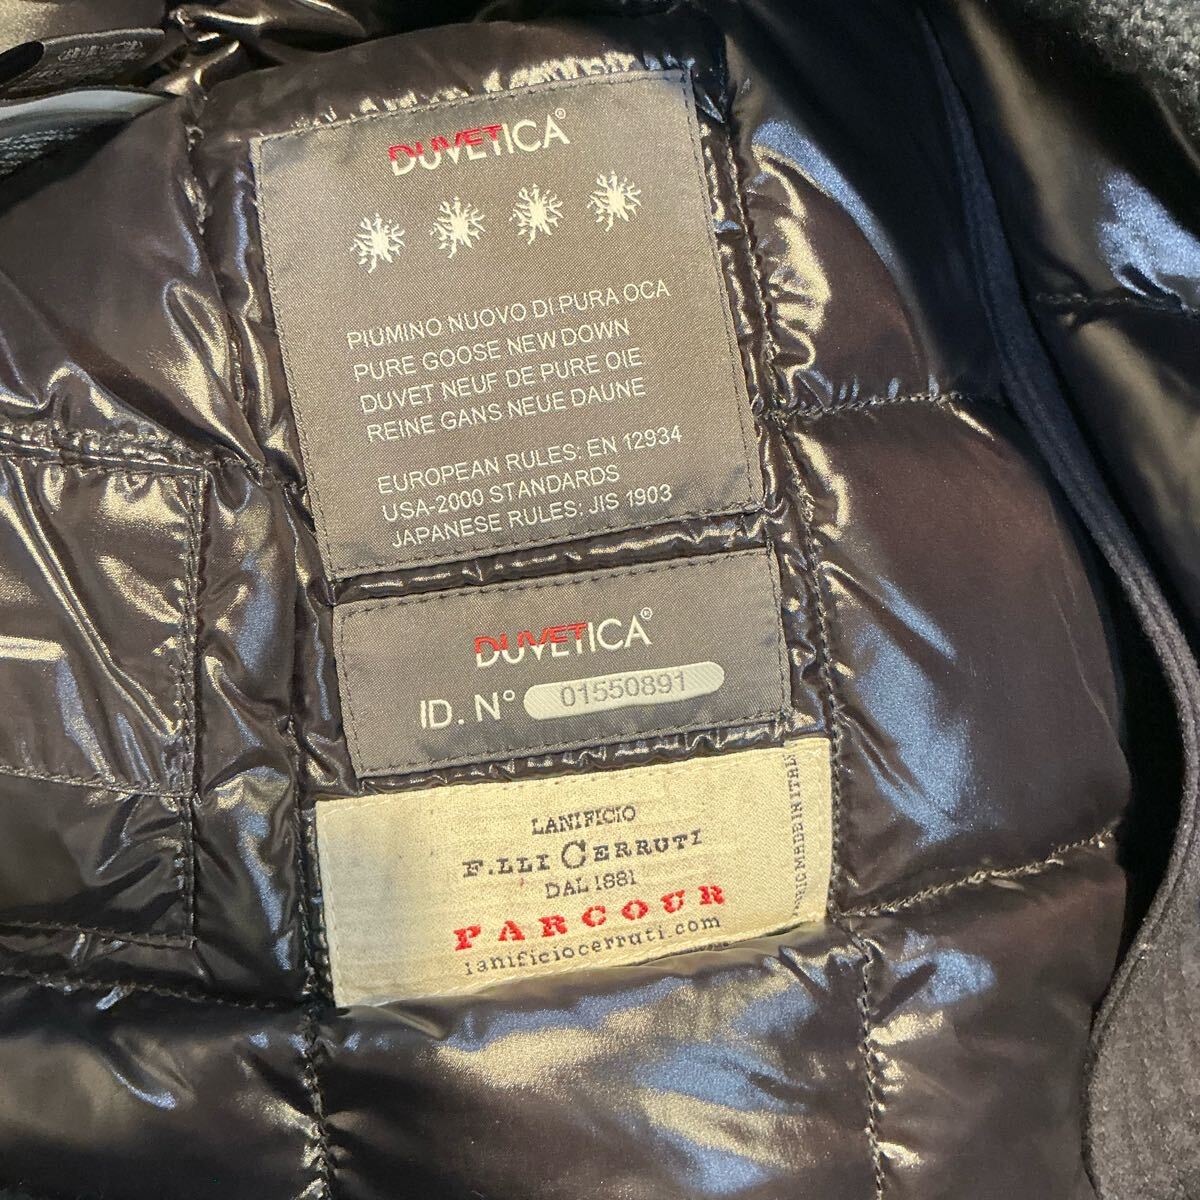 DUVETICA®
PIUMINO NUOVO DI PURA OCA
PURE GOOSE NEW DOWN
DUVET NEUF DE PURE OIE
REINE GANS NEUE DAUNE
EUROPEAN RULES: EN 12934
USA-2000 STANDARDS
JAPANESE RULES: JIS 1903
DUVETICA®
ID. N° 01550891
LANIFICIO
F.LLI CERRUTI
DAL 1881
PARCOUR
lanificiocerruti.com
MADE IN ITAL